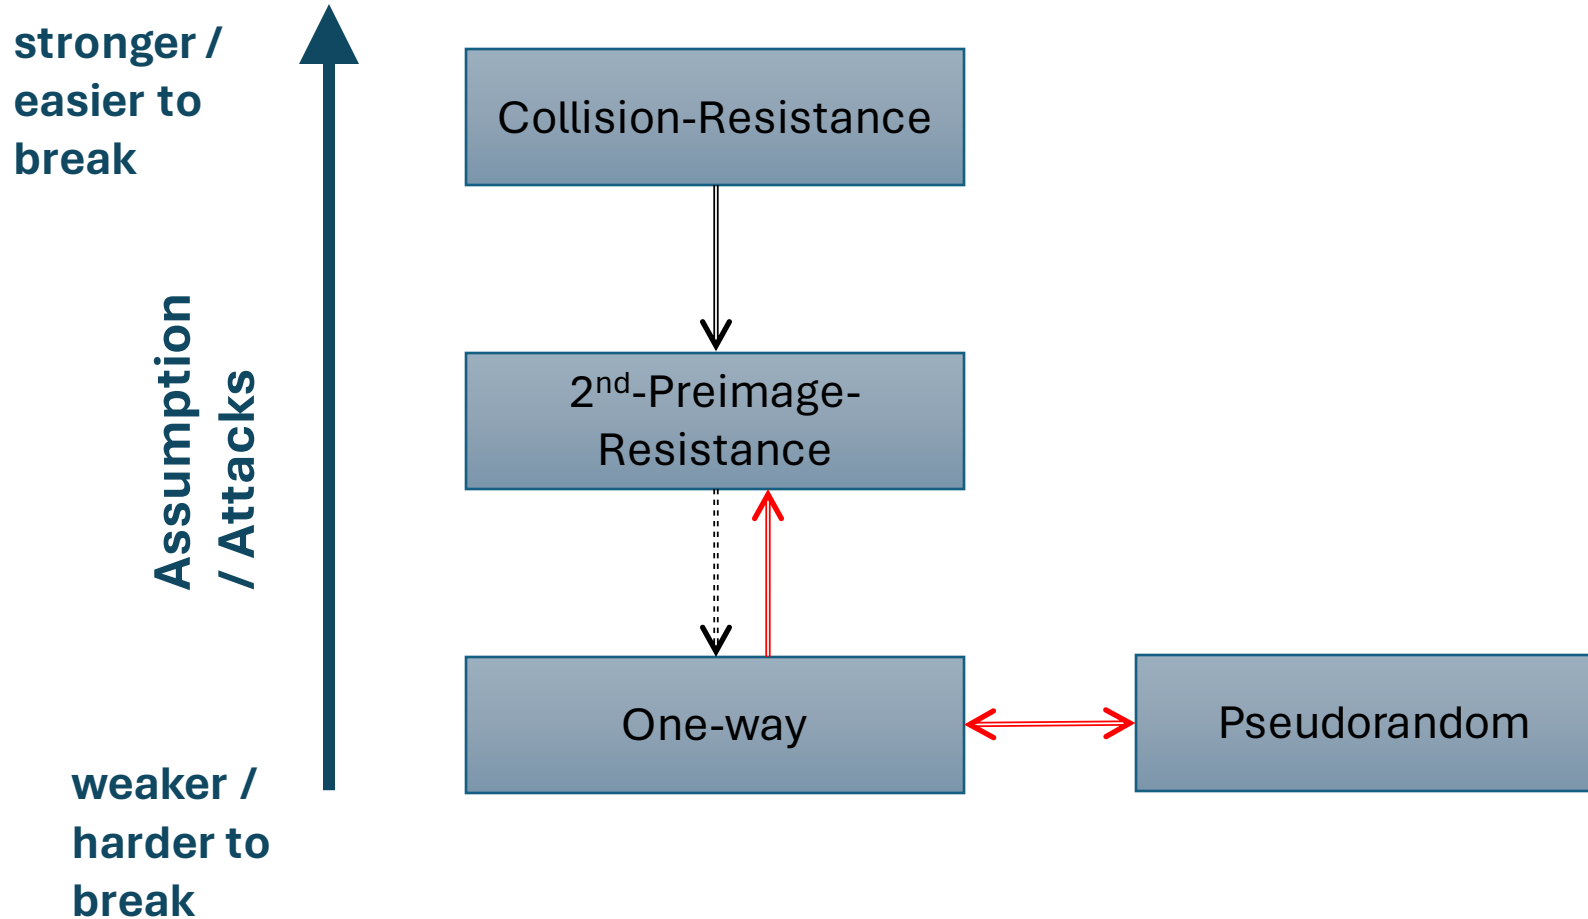 stronger /
easier to
break
Collision-Resistance
Assumption
/ Attacks
2nd-Preimage-
Resistance
One-way
Pseudorandom
weaker /
harder to
break